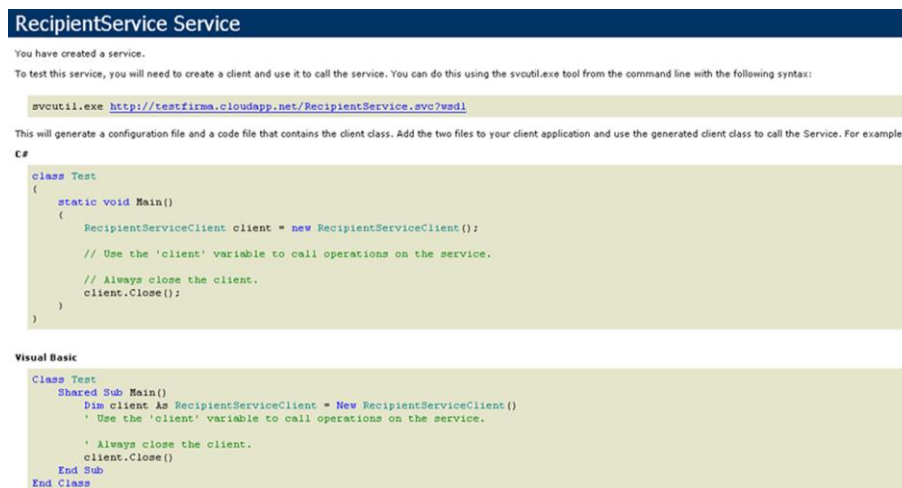 RecipientService Service
You have created a service.
To test this service, you will need to create a client and use it to call the service. You can do this using the svcutil.exe tool from the command line with the following syntax:
svcutil.exe http://testfirma.cloudapp.net/RecipientService.svc?wsdl
This will generate a configuration file and a code file that contains the client class. Add the two files to your client application and use the generated client class to call the Service. For example
C#
class Test
{
static void Main()
{
RecipientServiceClient client = new RecipientServiceClient();
// Use the 'client' variable to call operations on the service.
// Always close the client.
client.Close();
}
}
Visual Basic
Class Test
Shared Sub Main()
Dim client As RecipientServiceClient = New RecipientServiceClient()
' Use the 'client' variable to call operations on the service.
' Always close the client.
client.Close()
End Sub
End Class